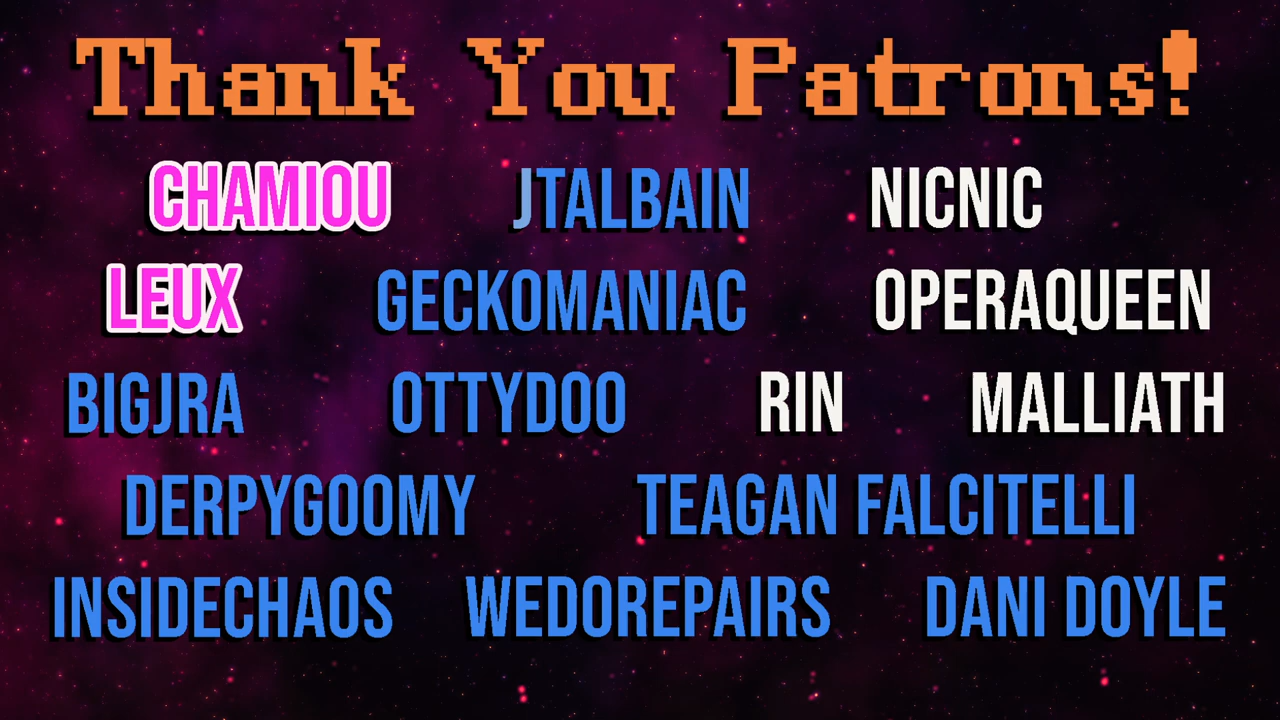 Thank You Patrons!
CHAMIOU JTALBAIN NICNIC
LEUX GECKOMANIAC OPERAQUEEN
BIGJRA OTTYDOO RIN MALLIATH
DERPYGOOMY TEAGAN FALCITELLI
INSIDECHAOS WEDOREPAIRS DANI DOYLE